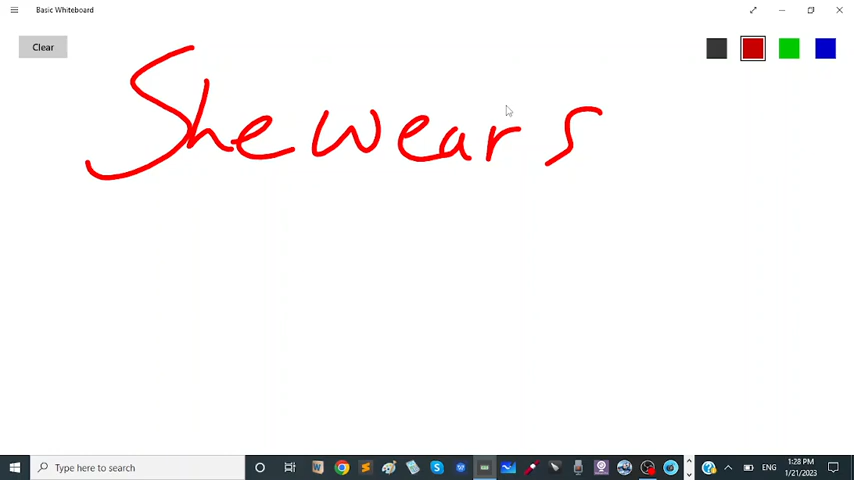 Basic Whiteboard
Clear
She wears
Type here to search
ENG
1:28 PM
1/21/2023